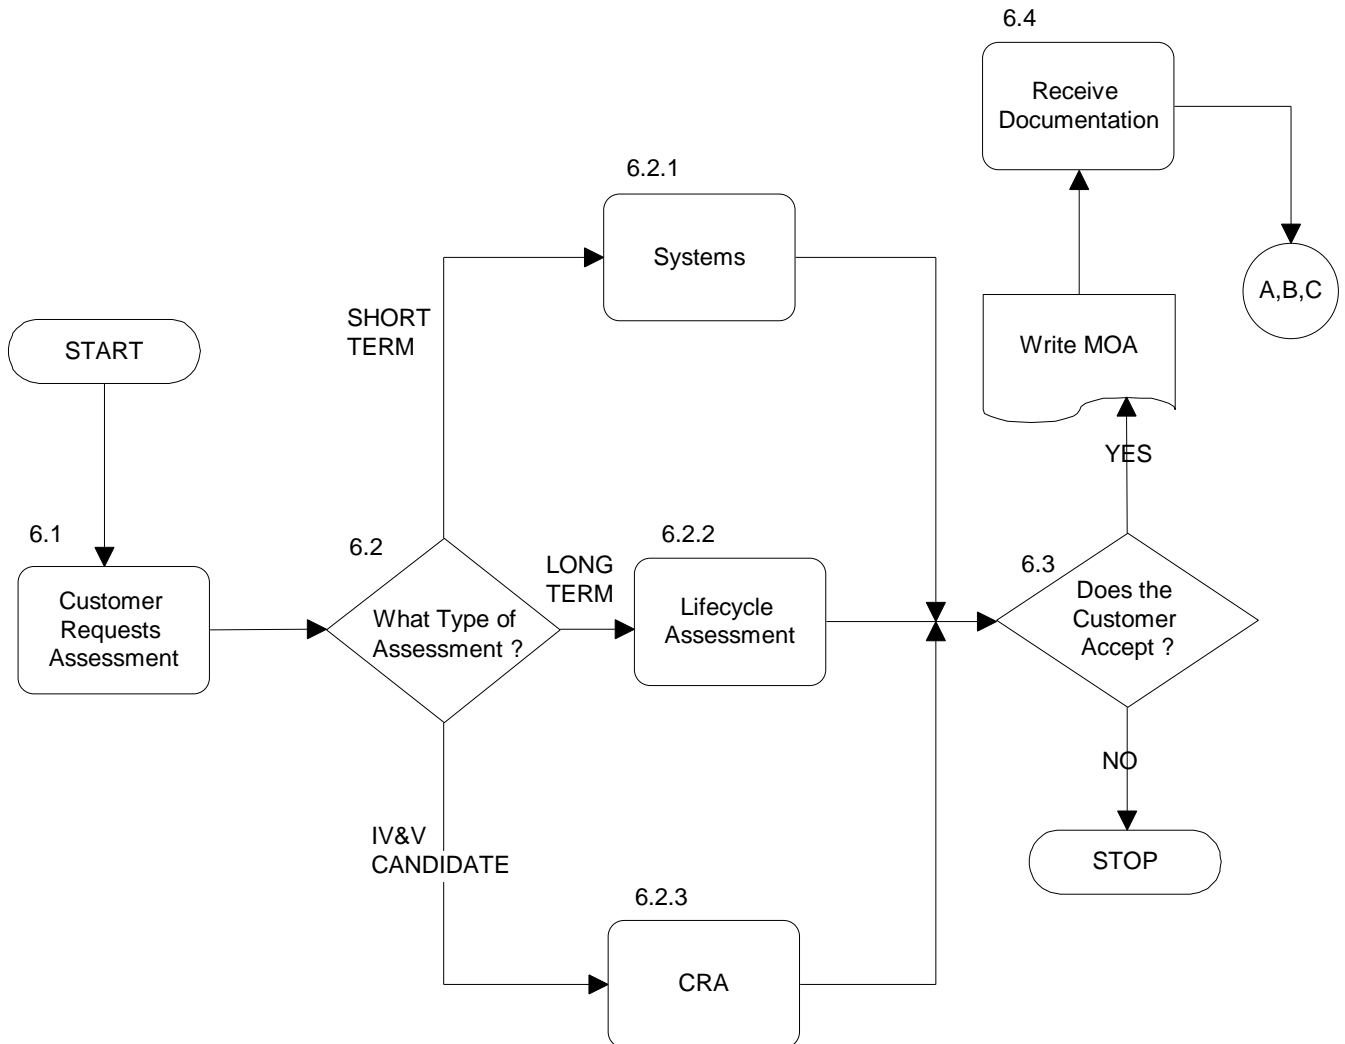 6.4
Receive
Documentation
6.2.1
Systems
A,B,C
SHORT
TERM
Write MOA
START
YES
6.1
Customer
Requests
Assessment
6.2
What Type of
Assessment ?
LONG
TERM
6.2.2
Lifecycle
Assessment
6.3
Does the
Customer
Accept ?
NO
IV&V
CANDIDATE
STOP
6.2.3
CRA